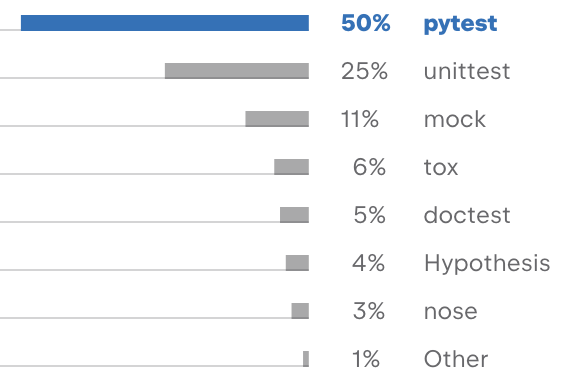 50% pytest
25% unittest
11% mock
6% tox
5% doctest
4% Hypothesis
3% nose
1% Other